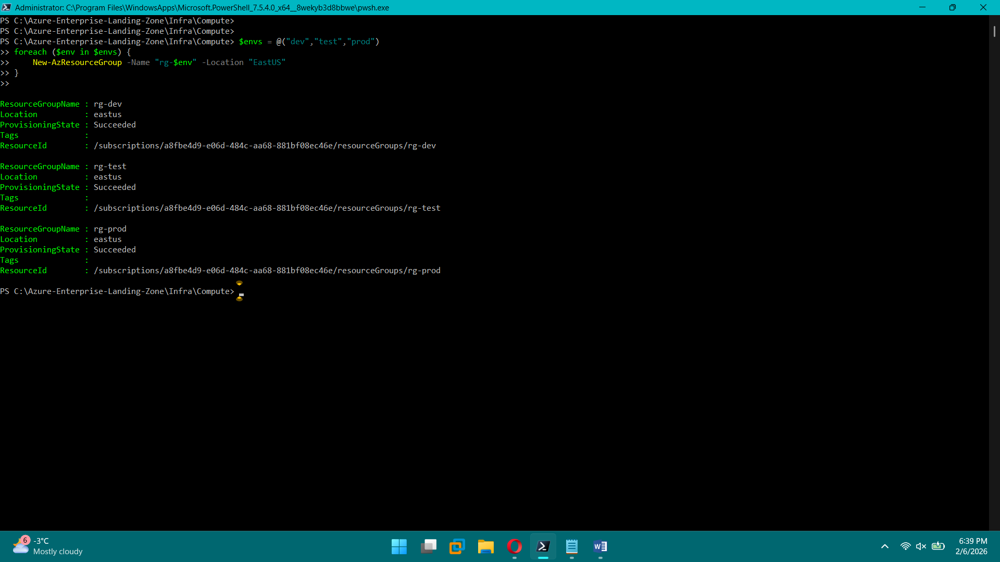 Administrator: C:\Program Files\WindowsApps\Microsoft.PowerShell_7.5.4.0_x64__8wekyb3d8bbwe\pwsh.exe
PS C:\Azure-Enterprise-Landing-Zone\Infra\Compute>
PS C:\Azure-Enterprise-Landing-Zone\Infra\Compute>
PS C:\Azure-Enterprise-Landing-Zone\Infra\Compute> $envs = @("dev","test","prod")
>> foreach ($env in $envs) {
>>     New-AzResourceGroup -Name "rg-$env" -Location "EastUS"
>> }
>>
ResourceGroupName : rg-dev
Location          : eastus
ProvisioningState : Succeeded
Tags              :
ResourceId        : /subscriptions/a8fbe4d9-e06d-484c-aa68-881bf08ec46e/resourceGroups/rg-dev
ResourceGroupName : rg-test
Location          : eastus
ProvisioningState : Succeeded
Tags              :
ResourceId        : /subscriptions/a8fbe4d9-e06d-484c-aa68-881bf08ec46e/resourceGroups/rg-test
ResourceGroupName : rg-prod
Location          : eastus
ProvisioningState : Succeeded
Tags              :
ResourceId        : /subscriptions/a8fbe4d9-e06d-484c-aa68-881bf08ec46e/resourceGroups/rg-prod
PS C:\Azure-Enterprise-Landing-Zone\Infra\Compute>
6
-3°C
Mostly cloudy
W
6:39 PM
2/6/2026